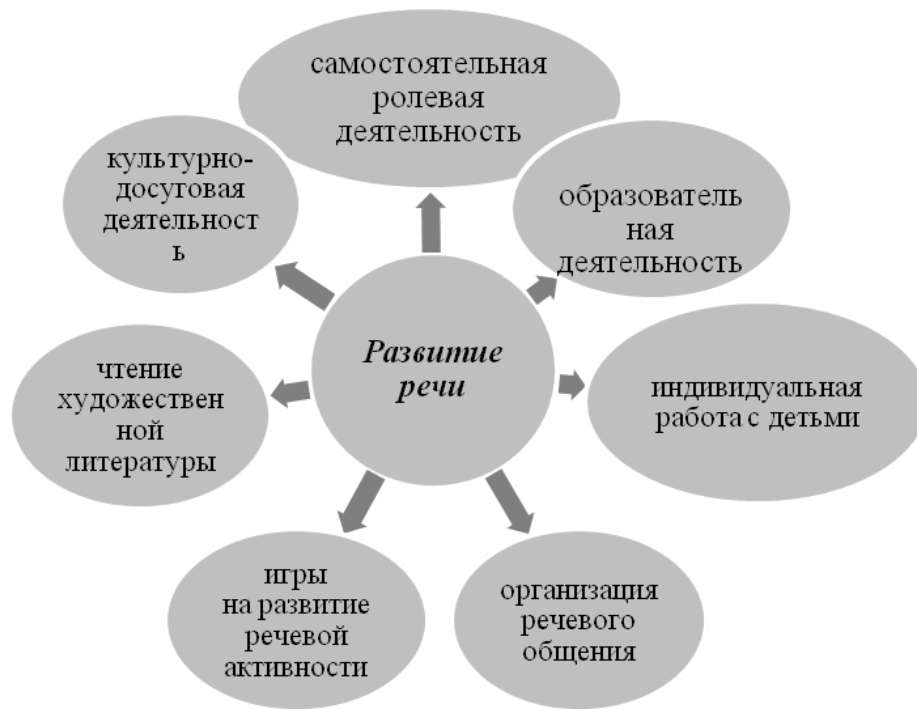 самостоятельная
ролевая
деятельность
культурно-
досуговая
деятельност
ь
образователь
ная
деятельность
Развитие
речи
чтение
художествен
ной
литературы
индивидуальная
работа с детьми
игры
на развитие
речевой
активности
организация
речевого
общения